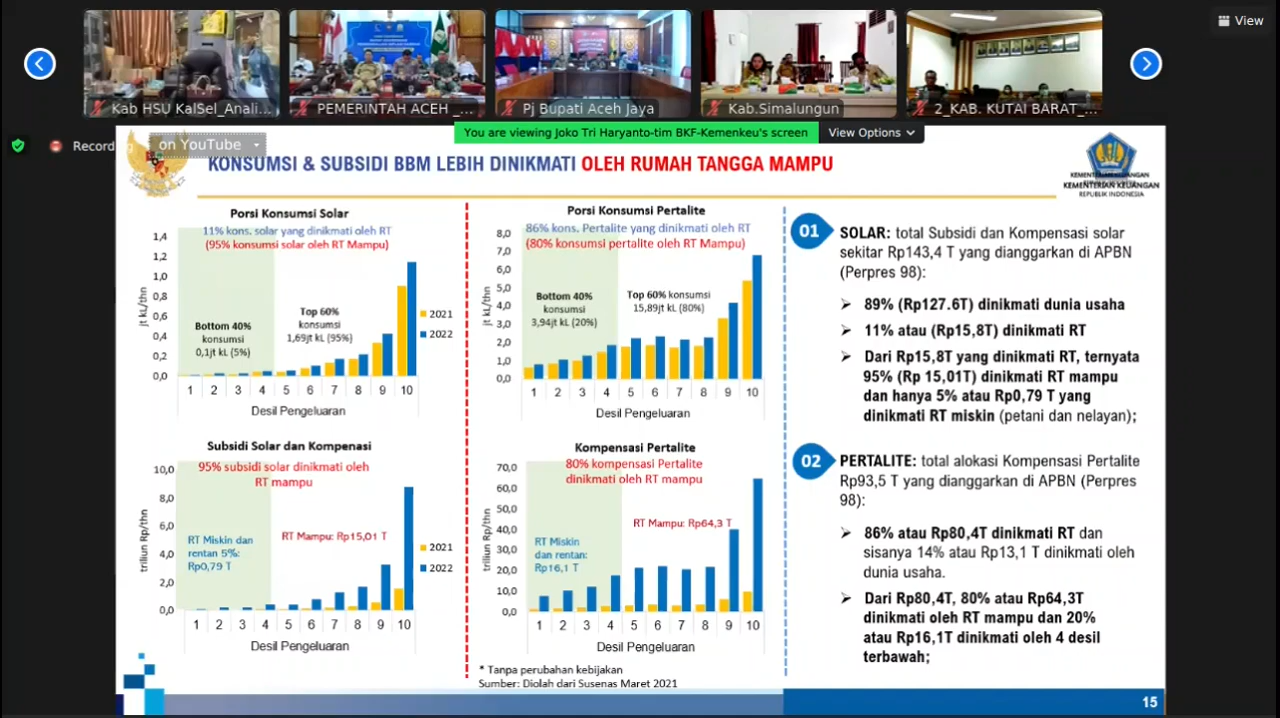 View
Kab HSU KalSel_Anali...
PEMERINTAH ACEH _...
Pj Bupati Aceh Jaya
Kab.Simalungun
2_KAB. KUTAI BARAT_...
You are viewing Joko Tri Haryanto-tim BKF-Kemenkeu's screen
View Options
Record
on YouTube
KONSUMSI & SUBSIDI BBM LEBIH DINIKMATI OLEH RUMAH TANGGA MAMPU
KEMENTERIAN KEUANGAN
KEMENTERIAN KEUANGAN
REPUBLIK INDONESIA
Porsi Konsumsi Solar
11% kons. solar yang dinikmati oleh RT
(95% konsumsi solar oleh RT Mampu)
jt kL/thn
1,4
1,2
1,0
0,8
0,6
0,4
0,2
0,0
Bottom 40%
konsumsi
0,1jt kL (5%)
Top 60%
konsumsi
1,69jt kL (95%)
2021
2022
1 2 3 4 5 6 7 8 9 10
Desil Pengeluaran
Porsi Konsumsi Pertalite
86% kons. Pertalite yang dinikmati oleh RT
(80% konsumsi pertalite oleh RT Mampu)
jt kL/thn
8,0
7,0
6,0
5,0
4,0
3,0
2,0
1,0
0,0
Bottom 40%
konsumsi
3,94jt kL (20%)
Top 60% konsumsi
15,89jt kL (80%)
1 2 3 4 5 6 7 8 9 10
Desil Pengeluaran
Subsidi Solar dan Kompenasi
95% subsidi solar dinikmati oleh
RT mampu
triliun Rp/thn
10,0
8,0
6,0
4,0
2,0
0,0
RT Miskin dan
rentan 5%:
Rp0,79 T
RT Mampu: Rp15,01 T
2021
2022
1 2 3 4 5 6 7 8 9 10
Desil Pengeluaran
Kompensasi Pertalite
80% kompensasi Pertalite
dinikmati oleh RT mampu
triliun Rp/thn
70,0
60,0
50,0
40,0
30,0
20,0
10,0
0,0
RT Miskin
dan rentan:
Rp16,1 T
RT Mampu: Rp64,3 T
1 2 3 4 5 6 7 8 9 10
Desil Pengeluaran
* Tanpa perubahan kebijakan
Sumber: Diolah dari Susenas Maret 2021
01
SOLAR: total Subsidi dan Kompensasi solar
sekitar Rp143,4 T yang dianggarkan di APBN
(Perpres 98):
89% (Rp127.6T) dinikmati dunia usaha
11% atau (Rp15,8T) dinikmati RT
Dari Rp15,8T yang dinikmati RT, ternyata
95% (Rp 15,01T) dinikmati RT mampu
dan hanya 5% atau Rp0,79 T yang
dinikmati RT miskin (petani dan nelayan);
02
PERTALITE: total alokasi Kompensasi Pertalite
Rp93,5 T yang dianggarkan di APBN (Perpres
98):
86% atau Rp80,4T dinikmati RT dan
sisanya 14% atau Rp13,1 T dinikmati oleh
dunia usaha.
Dari Rp80,4T, 80% atau Rp64,3T
dinikmati oleh RT mampu dan 20%
atau Rp16,1T dinikmati oleh 4 desil
terbawah;
15